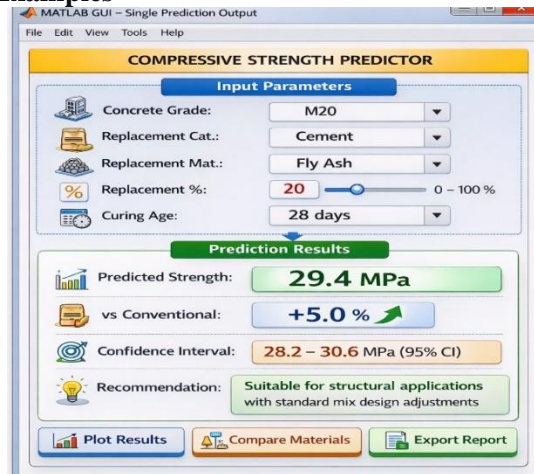 MATLAB GUI – Single Prediction Output
File Edit View Tools Help
COMPRESSIVE STRENGTH PREDICTOR
Input Parameters
Concrete Grade: M20
Replacement Cat.: Cement
Replacement Mat.: Fly Ash
% Replacement %: 20 0 – 100 %
Curing Age: 28 days
Prediction Results
Predicted Strength: 29.4 MPa
vs Conventional: +5.0 %
Confidence Interval: 28.2 – 30.6 MPa (95% CI)
Recommendation: Suitable for structural applications
with standard mix design adjustments
Plot Results Compare Materials Export Report